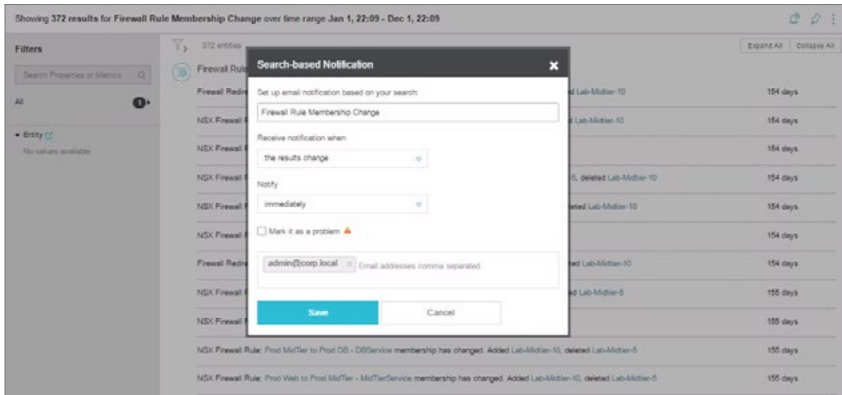 Showing 372 results for Firewall Rule Membership Change over time range Jan 1, 22:09 - Dec 1, 22:09
Filters
372 entities
Expand All
Collapse All
Search Properties or Metrics
All
1
Entity
No values available
Firewall Rule
Search-based Notification
Set up email notification based on your search:
Firewall Rule Membership Change
Receive notification when
the results change
Notify
immediately
Mark it as a problem
admin@corp.local × Email addresses comma separated
Save
Cancel
Firewall Redire
ed Lab-Midtier-10
154 days
NSX Firewall R
d Lab-Midtier-10
154 days
NSX Firewall R
154 days
NSX Firewall R
-5, deleted Lab-Midtier-10
154 days
NSX Firewall R
eted Lab-Midtier-10
154 days
NSX Firewall R
154 days
Firewall Redire
ted Lab-Midtier-10
154 days
NSX Firewall R
ed Lab-Midtier-5
155 days
NSX Firewall R
155 days
NSX Firewall Rule: Prod MidTier to Prod DB - DBService membership has changed. Added Lab-Midtier-10, deleted Lab-Midtier-5
155 days
NSX Firewall Rule: Prod Web to Prod MidTier - MidTierService membership has changed. Added Lab-Midtier-10, deleted Lab-Midtier-5
155 days